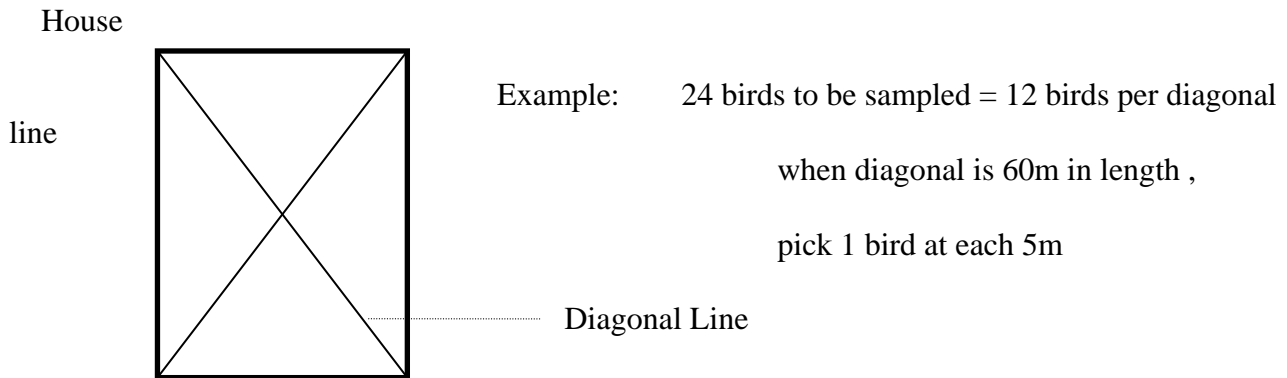 House
Example: 24 birds to be sampled = 12 birds per diagonal
line
when diagonal is 60m in length ,
pick 1 bird at each 5m
Diagonal Line